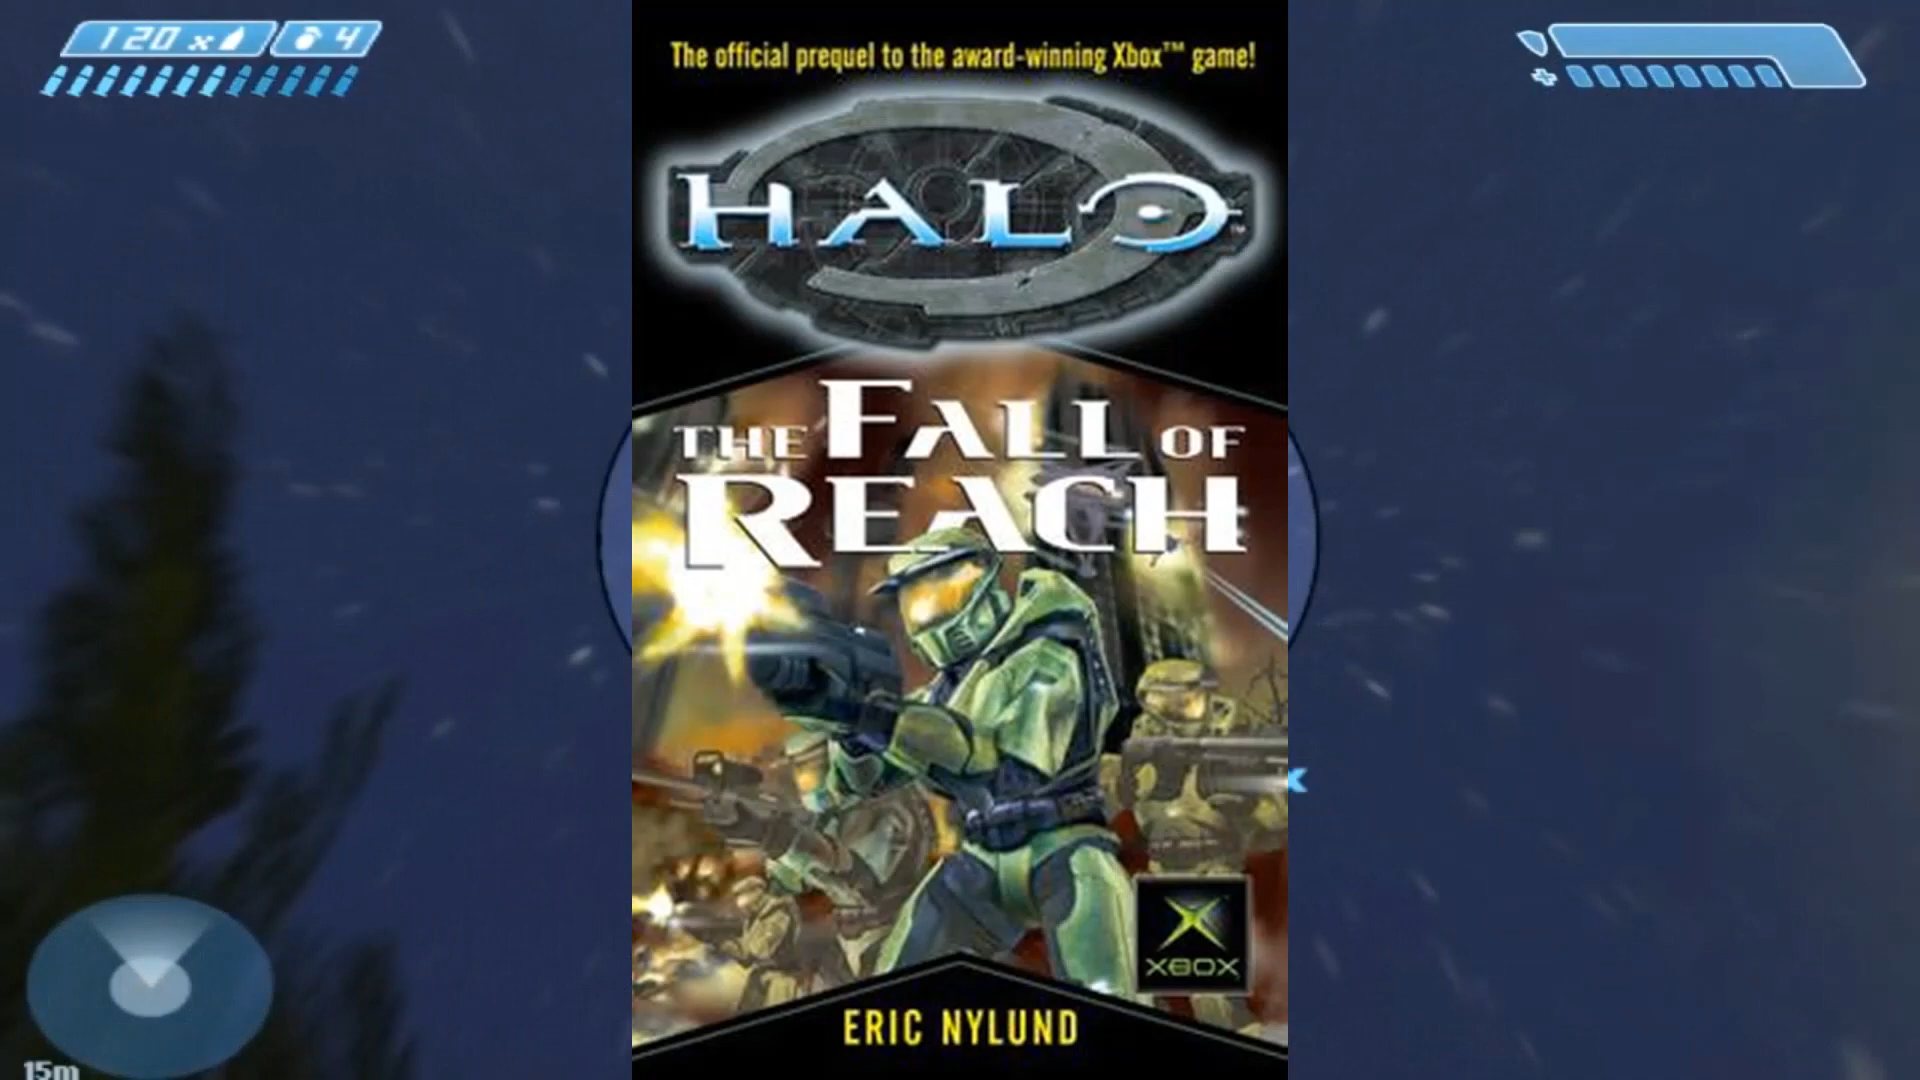 120 x 4
The official prequel to the award-winning Xbox™ game!
HALO™
THE FALL OF
REACH
XBOX
ERIC NYLUND
15m